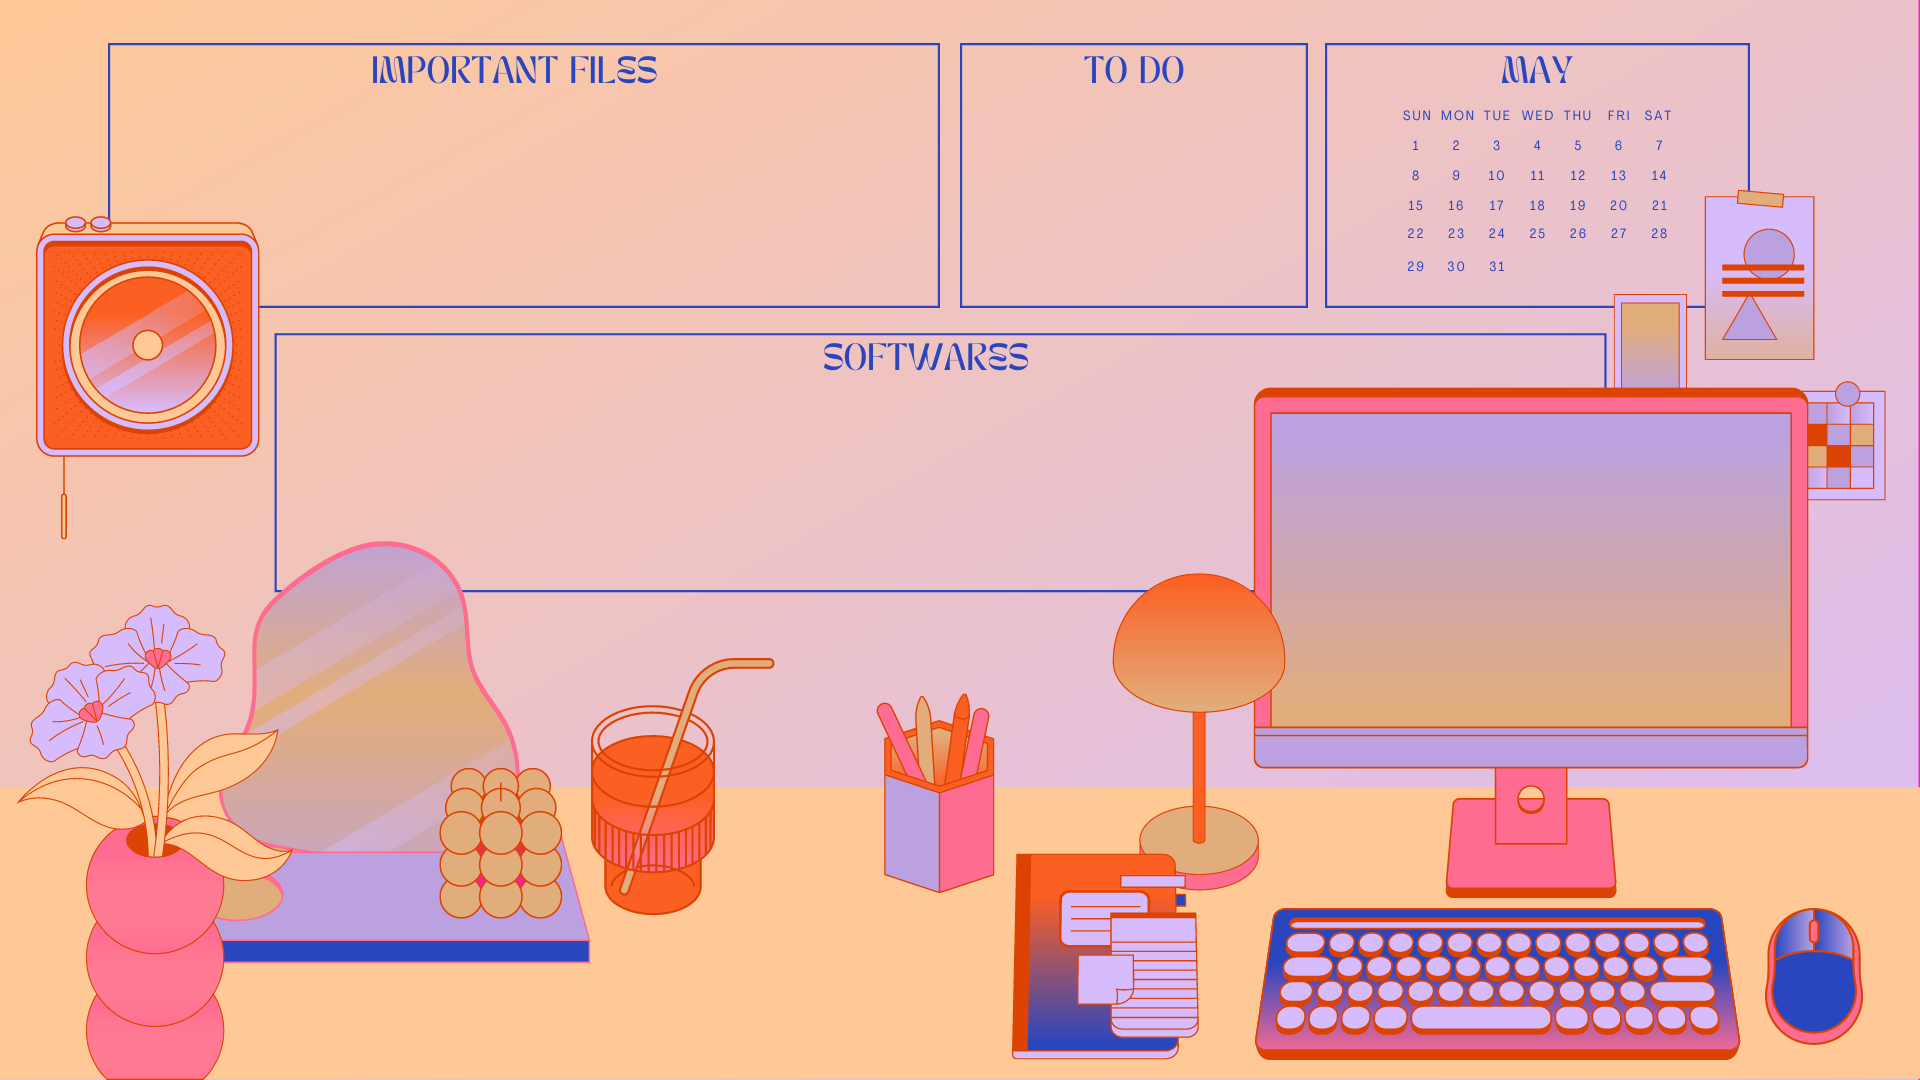 IMPORTANT FILES
TO DO
MAY
SUN MON TUE WED THU FRI SAT
1 2 3 4 5 6 7
8 9 10 11 12 13 14
15 16 17 18 19 20 21
22 23 24 25 26 27 28
29 30 31
SOFTWARES